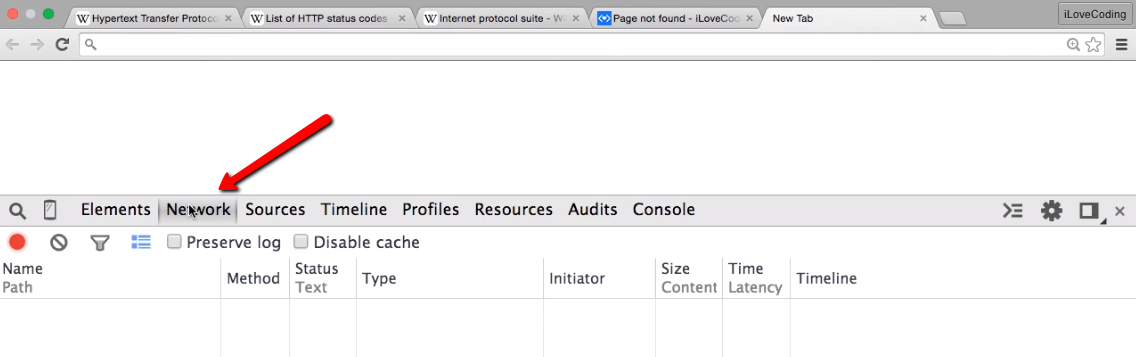 Hypertext Transfer Protoco List of HTTP status codes Internet protocol suite - Wi Page not found - iLoveCod New Tab iLoveCoding
Elements Network Sources Timeline Profiles Resources Audits Console
Preserve log Disable cache
Name Method Status Type Initiator Size Time Timeline
Path Text Content Latency